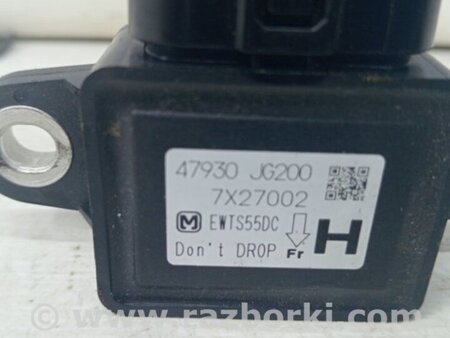 47930 JG200
7X27002
M EWTS55DC
Don't DROP Fr H
www.razborki.com